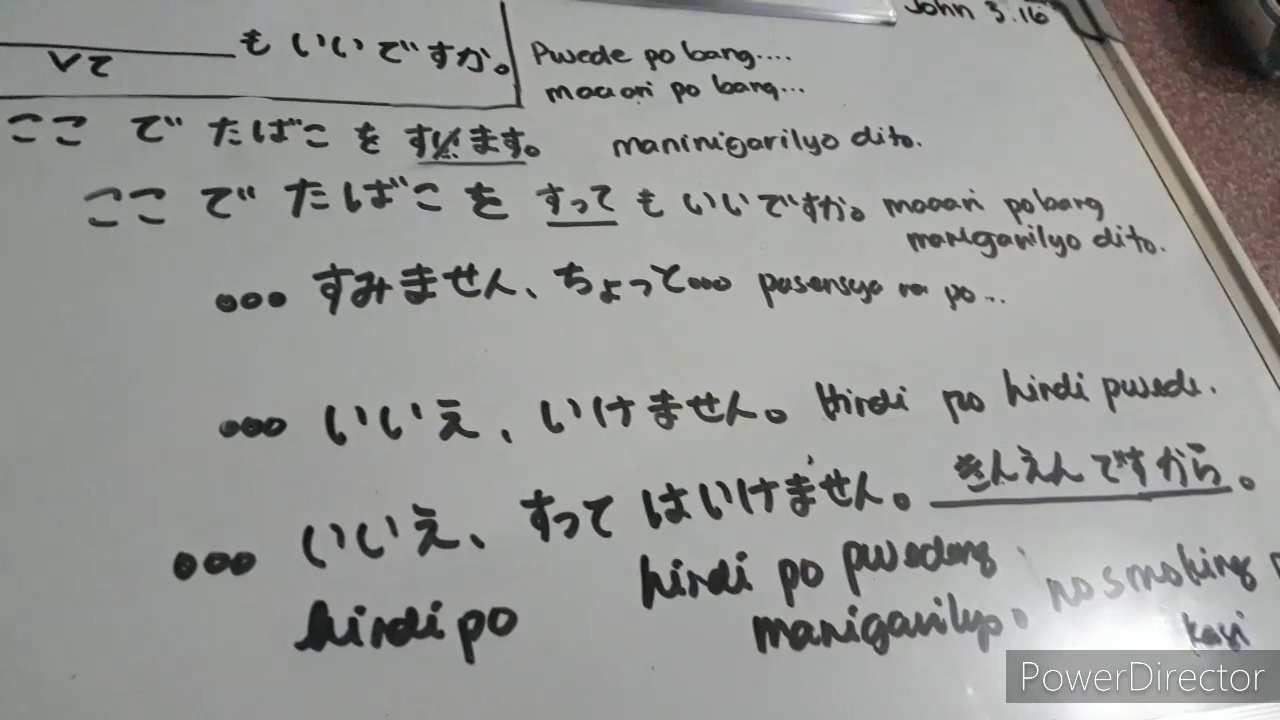 John 3.16
____ Vて ____ も いいですか。 Pwede po bang....
maaari po bang...
ここ で たばこ を すいます。 maninigarilyo dito.
ここ で たばこ を すって も いいですか。 maaari po bang
manigarilyo dito.
ooo すみません、ちょっと... pasensya na po...
ooo いいえ、いけません。 Hindi po hindi pwede.
ooo いいえ、すって はいけません。 きんえんですから。
hindi po hindi po pwedeng manigarilyo. no smoking kasi
PowerDirector